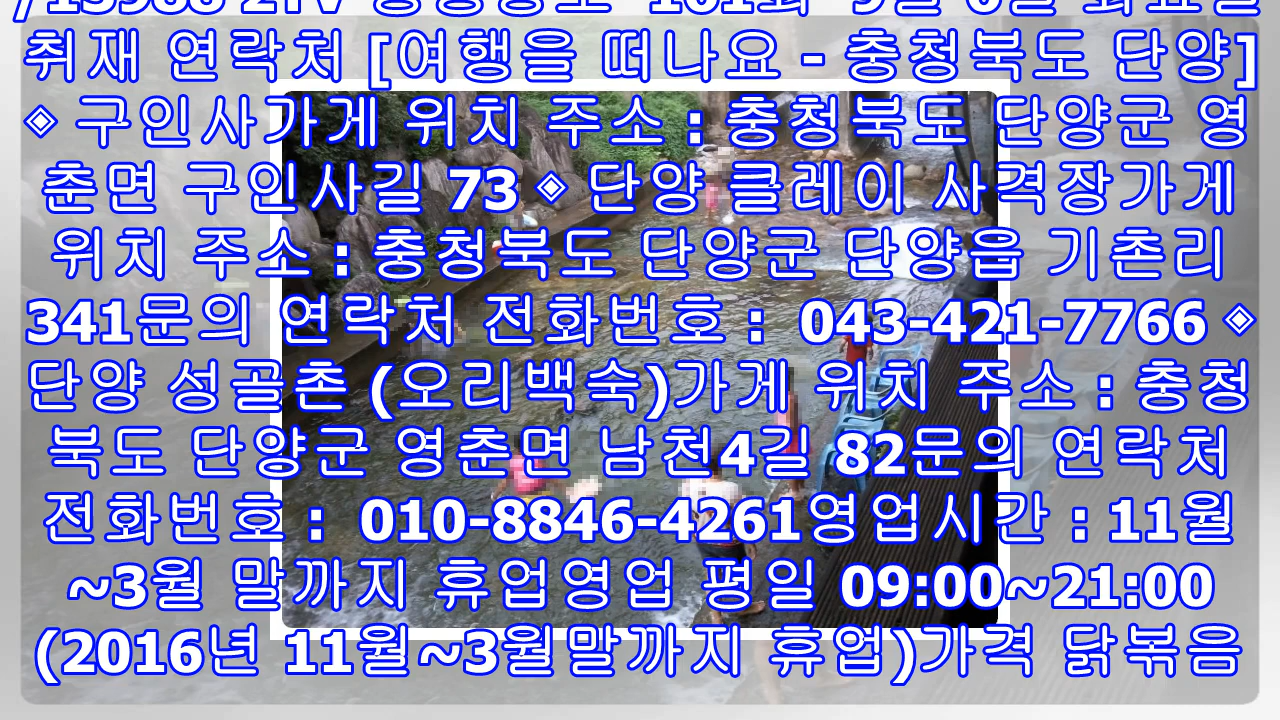 취재 연락처 [여행을 떠나요 - 충청북도 단양]
◈ 구인사가게 위치 주소 : 충청북도 단양군 영
춘면 구인사길 73 ◈ 단양 클레이 사격장가게
위치 주소 : 충청북도 단양군 단양읍 기촌리
341문의 연락처 전화번호 : 043-421-7766 ◈
단양 성골촌 (오리백숙)가게 위치 주소 : 충청
북도 단양군 영춘면 남천4길 82문의 연락처
전화번호 : 010-8846-4261영업시간 : 11월
~3월 말까지 휴업영업 평일 09:00~21:00
(2016년 11월~3월말까지 휴업)가격 닭볶음